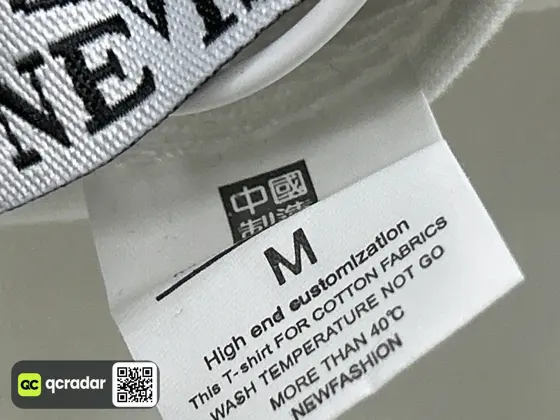 NEVE
中國
製造
M
High end customization
This T-shirt FOR COTTON FABRICS
WASH TEMPERATURE NOT GO
MORE THAN 40℃
NEWFASHION
QC qcradar